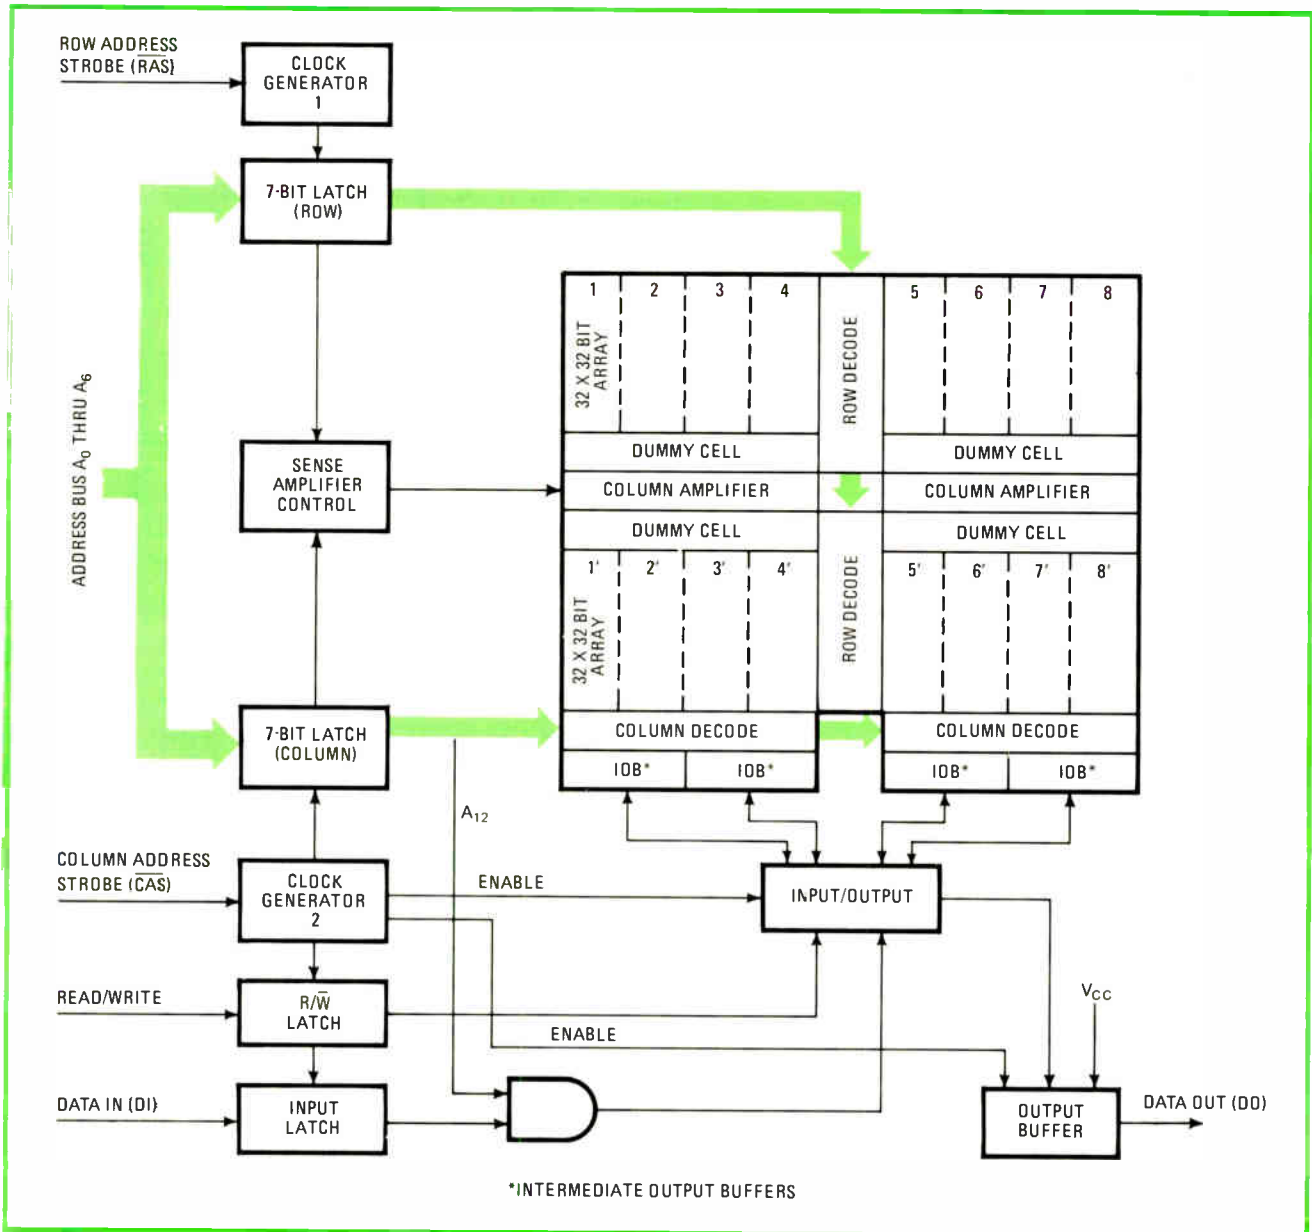 ROW ADDRESS
STROBE (R̅A̅S̅)
CLOCK
GENERATOR
1
7-BIT LATCH
(ROW)
ADDRESS BUS A₀ THRU A₆
SENSE
AMPLIFIER
CONTROL
1 2 3 4
ROW DECODE
5 6 7 8
32 X 32 BIT
ARRAY
DUMMY CELL
DUMMY CELL
COLUMN AMPLIFIER
COLUMN AMPLIFIER
DUMMY CELL
DUMMY CELL
1' 2' 3' 4'
ROW DECODE
5' 6' 7' 8'
32 X 32 BIT
ARRAY
7-BIT LATCH
(COLUMN)
COLUMN DECODE
COLUMN DECODE
IOB*
IOB*
IOB*
IOB*
A₁₂
COLUMN ADDRESS
STROBE (C̅A̅S̅)
CLOCK
GENERATOR
2
ENABLE
INPUT/OUTPUT
READ/WRITE
R/W̅
LATCH
ENABLE
VCC
DATA IN (DI)
INPUT
LATCH
OUTPUT
BUFFER
DATA OUT (DO)
*INTERMEDIATE OUTPUT BUFFERS